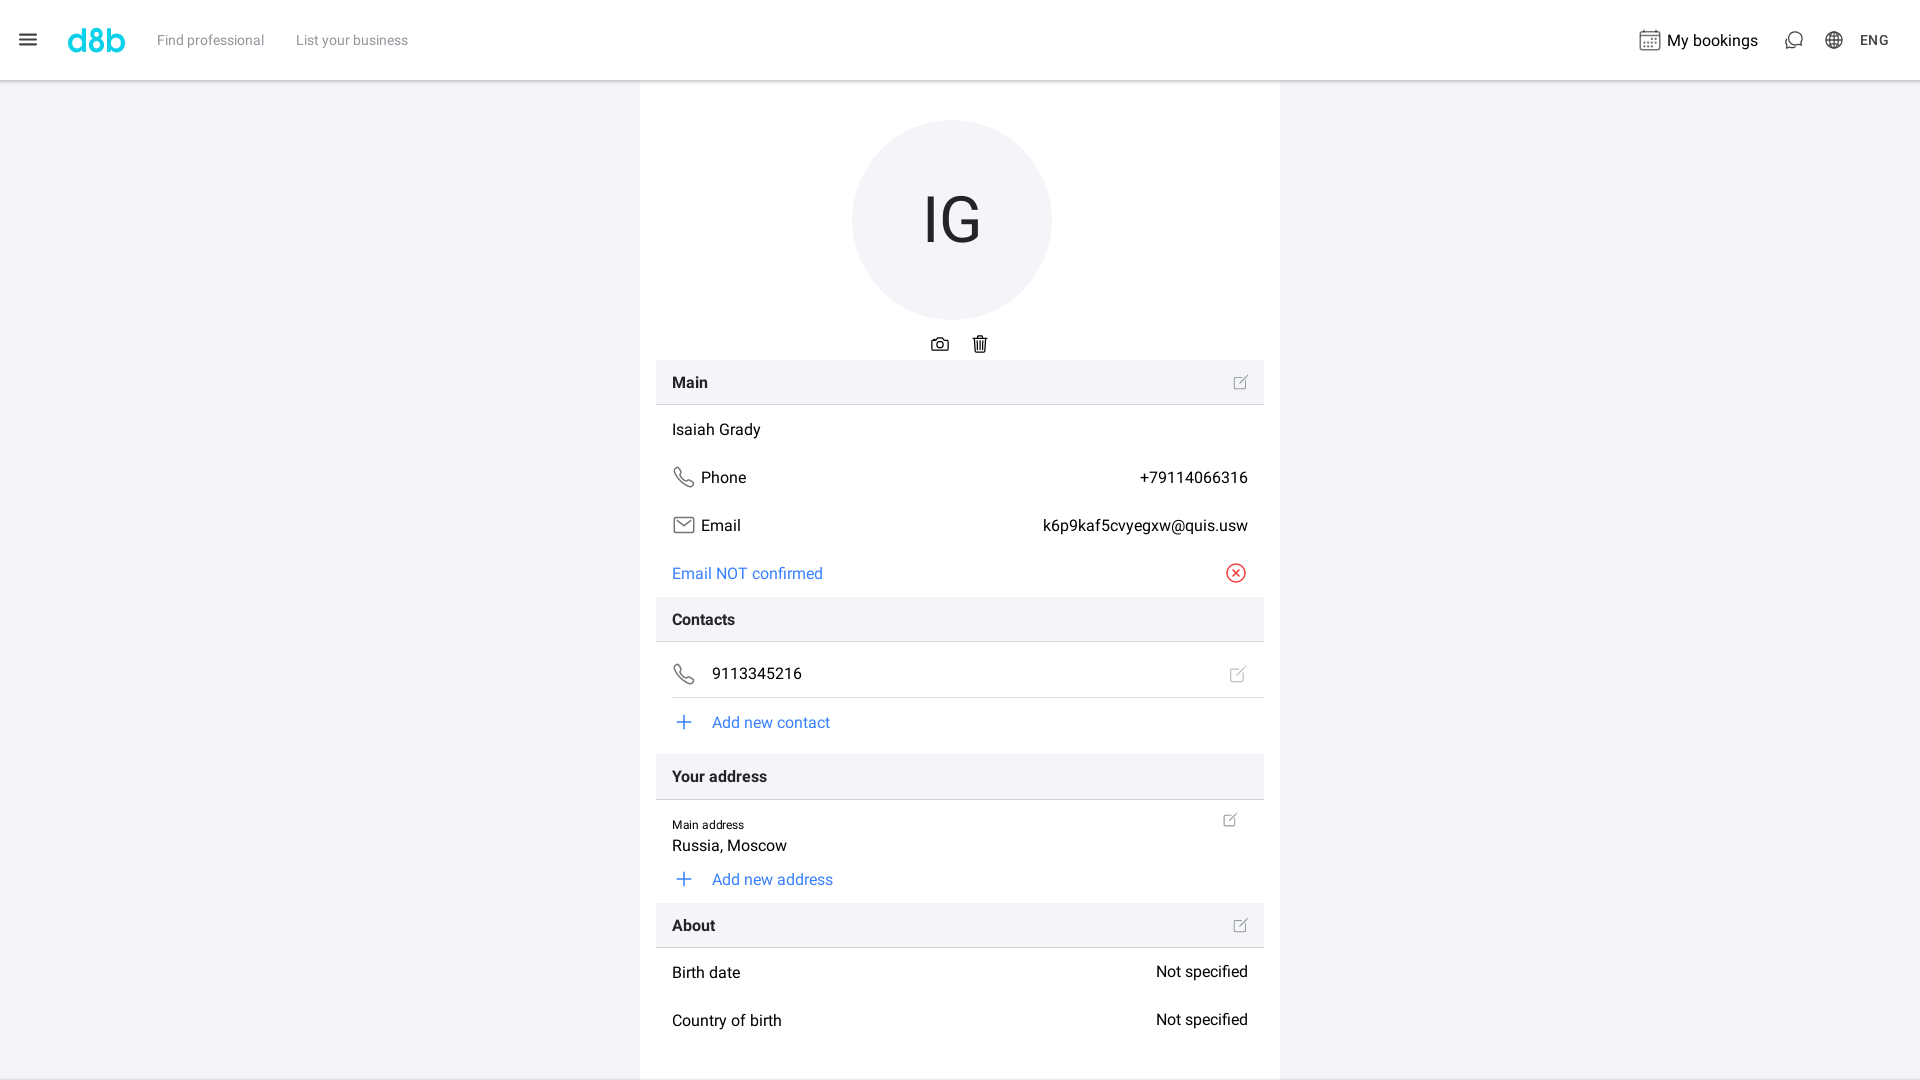 d8b
Find professional
List your business
My bookings
ENG
IG
Main
Isaiah Grady
Phone
+79114066316
Email
k6p9kaf5cvyegxw@quis.usw
Email NOT confirmed
Contacts
9113345216
Add new contact
Your address
Main address
Russia, Moscow
Add new address
About
Birth date
Not specified
Country of birth
Not specified